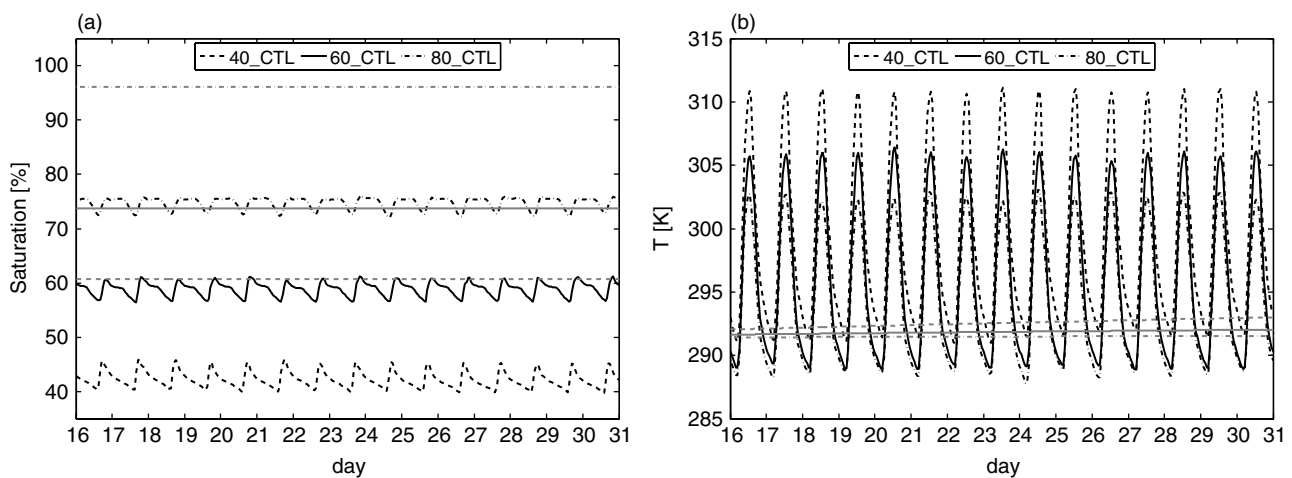 (a)
40_CTL 60_CTL 80_CTL
Saturation [%]
100
90
80
70
60
50
40
16 17 18 19 20 21 22 23 24 25 26 27 28 29 30 31
day
(b)
40_CTL 60_CTL 80_CTL
T [K]
315
310
305
300
295
290
285
16 17 18 19 20 21 22 23 24 25 26 27 28 29 30 31
day